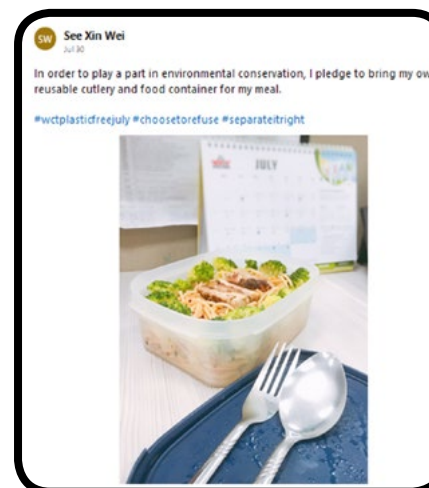 SW
See Xin Wei
Jul 30
In order to play a part in environmental conservation, I pledge to bring my ow
reusable cutlery and food container for my meal.
#wctplasticfreejuly #choosetorefuse #separateitright
JULY